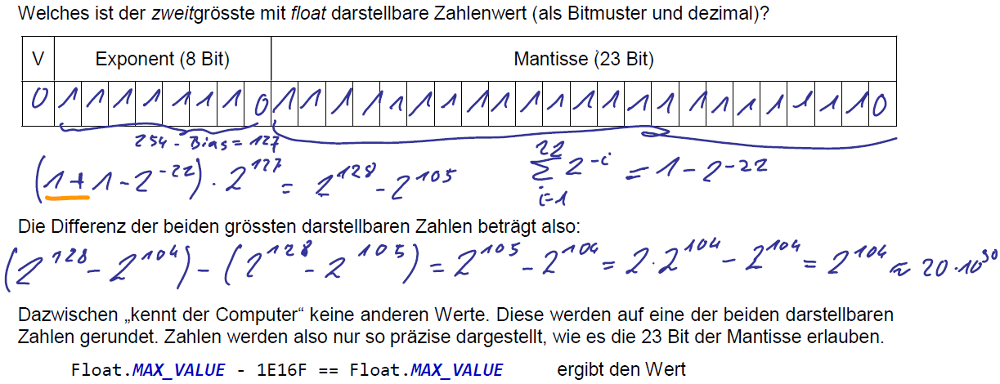 Welches ist der zweitgrösste mit float darstellbare Zahlenwert (als Bitmuster und dezimal)?
V Exponent (8 Bit) Mantisse (23 Bit)
0 1 1 1 1 1 1 1 0 1 1 1 1 1 1 1 1 1 1 1 1 1 1 1 1 1 1 1 1 1 1 0
254 - Bias = 127
(1 + 1 - 2^-22) · 2^127 = 2^128 - 2^105
22 ∑ i=1 2^-i = 1 - 2^-22
Die Differenz der beiden grössten darstellbaren Zahlen beträgt also:
(2^128 - 2^104) - (2^128 - 2^105) = 2^105 - 2^104 = 2 · 2^104 - 2^104 = 2^104 ≈ 20 · 10^30
Dazwischen „kennt der Computer“ keine anderen Werte. Diese werden auf eine der beiden darstellbaren
Zahlen gerundet. Zahlen werden also nur so präzise dargestellt, wie es die 23 Bit der Mantisse erlauben.
Float.MAX_VALUE - 1E16F == Float.MAX_VALUE ergibt den Wert